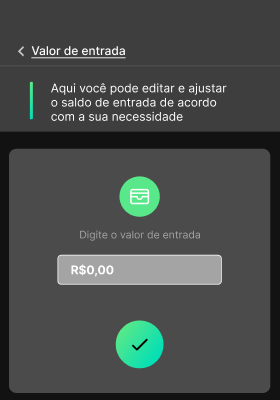 Valor de entrada
Aqui você pode editar e ajustar
o saldo de entrada de acordo
com a sua necessidade
Digite o valor de entrada
R$0,00